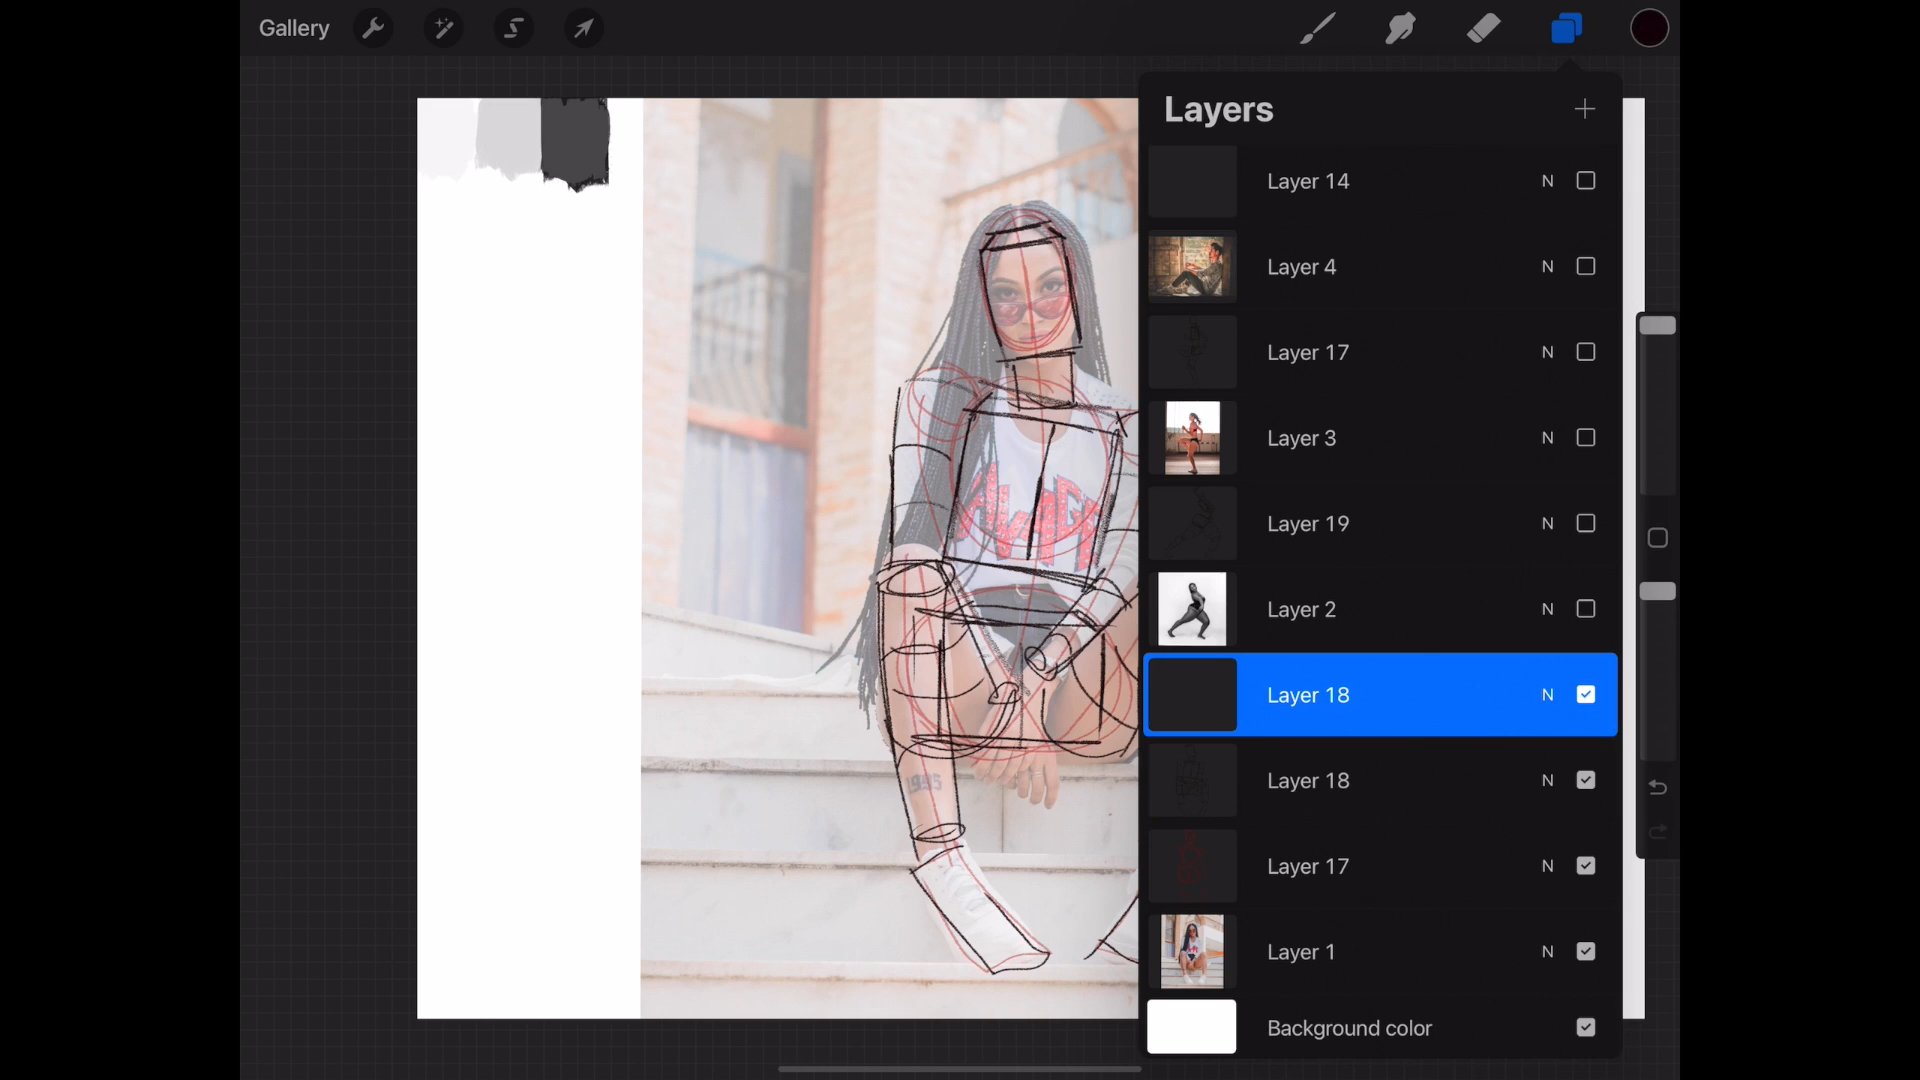 Gallery
Layers
Layer 14 N
Layer 4 N
Layer 17 N
Layer 3 N
Layer 19 N
Layer 2 N
Layer 18 N
Layer 18 N
Layer 17 N
Layer 1 N
Background color
1995